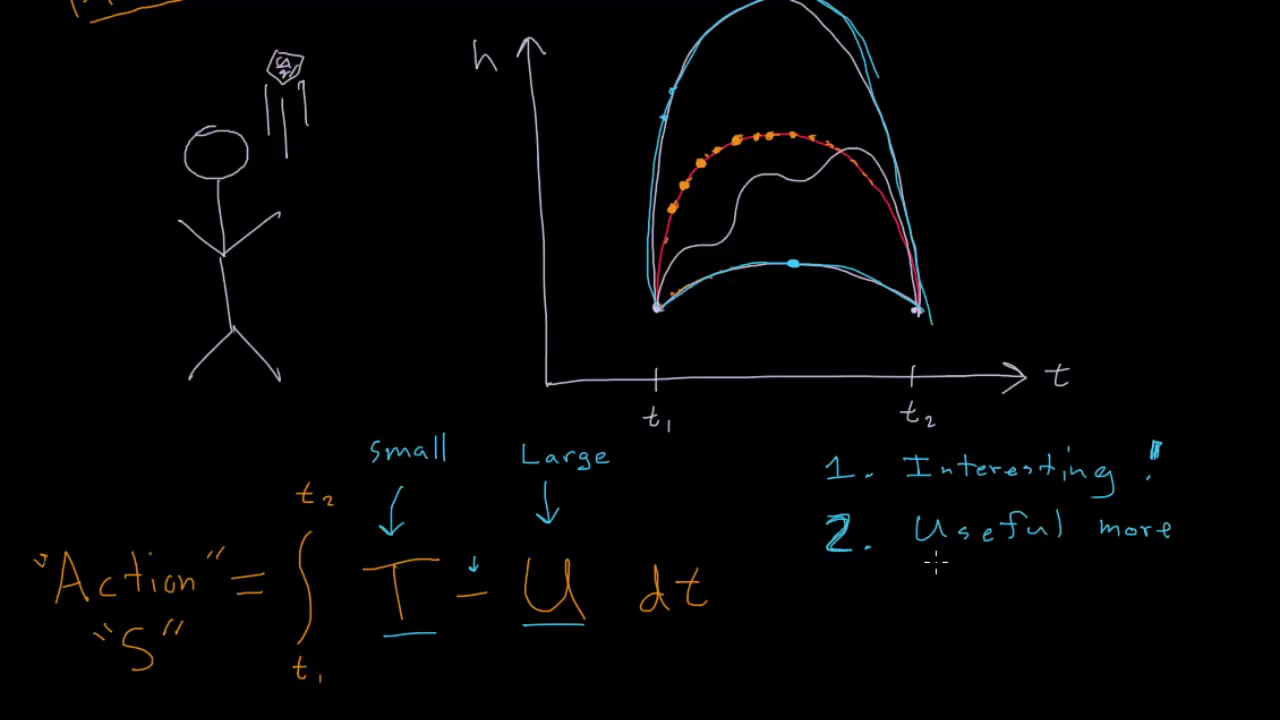 h
t
t₁ t₂
Small Large
1. Interesting!
2. Useful more
"Action" = ∫ T - U dt
t₂
t₁
"S"